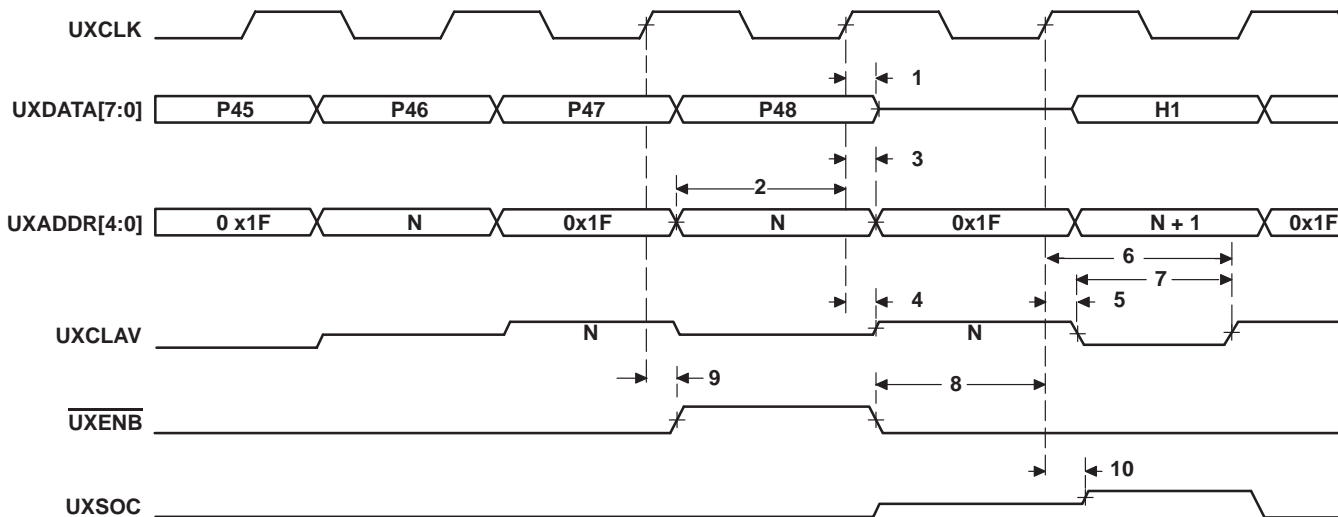 UXCLK
1
UXDATA[7:0] P45 P46 P47 P48 H1
3
2
UXADDR[4:0] 0 x1F N 0x1F N 0x1F N + 1 0x1F
6
7
4 5
UXCLAV N N
9 8
UXENB
10
UXSOC